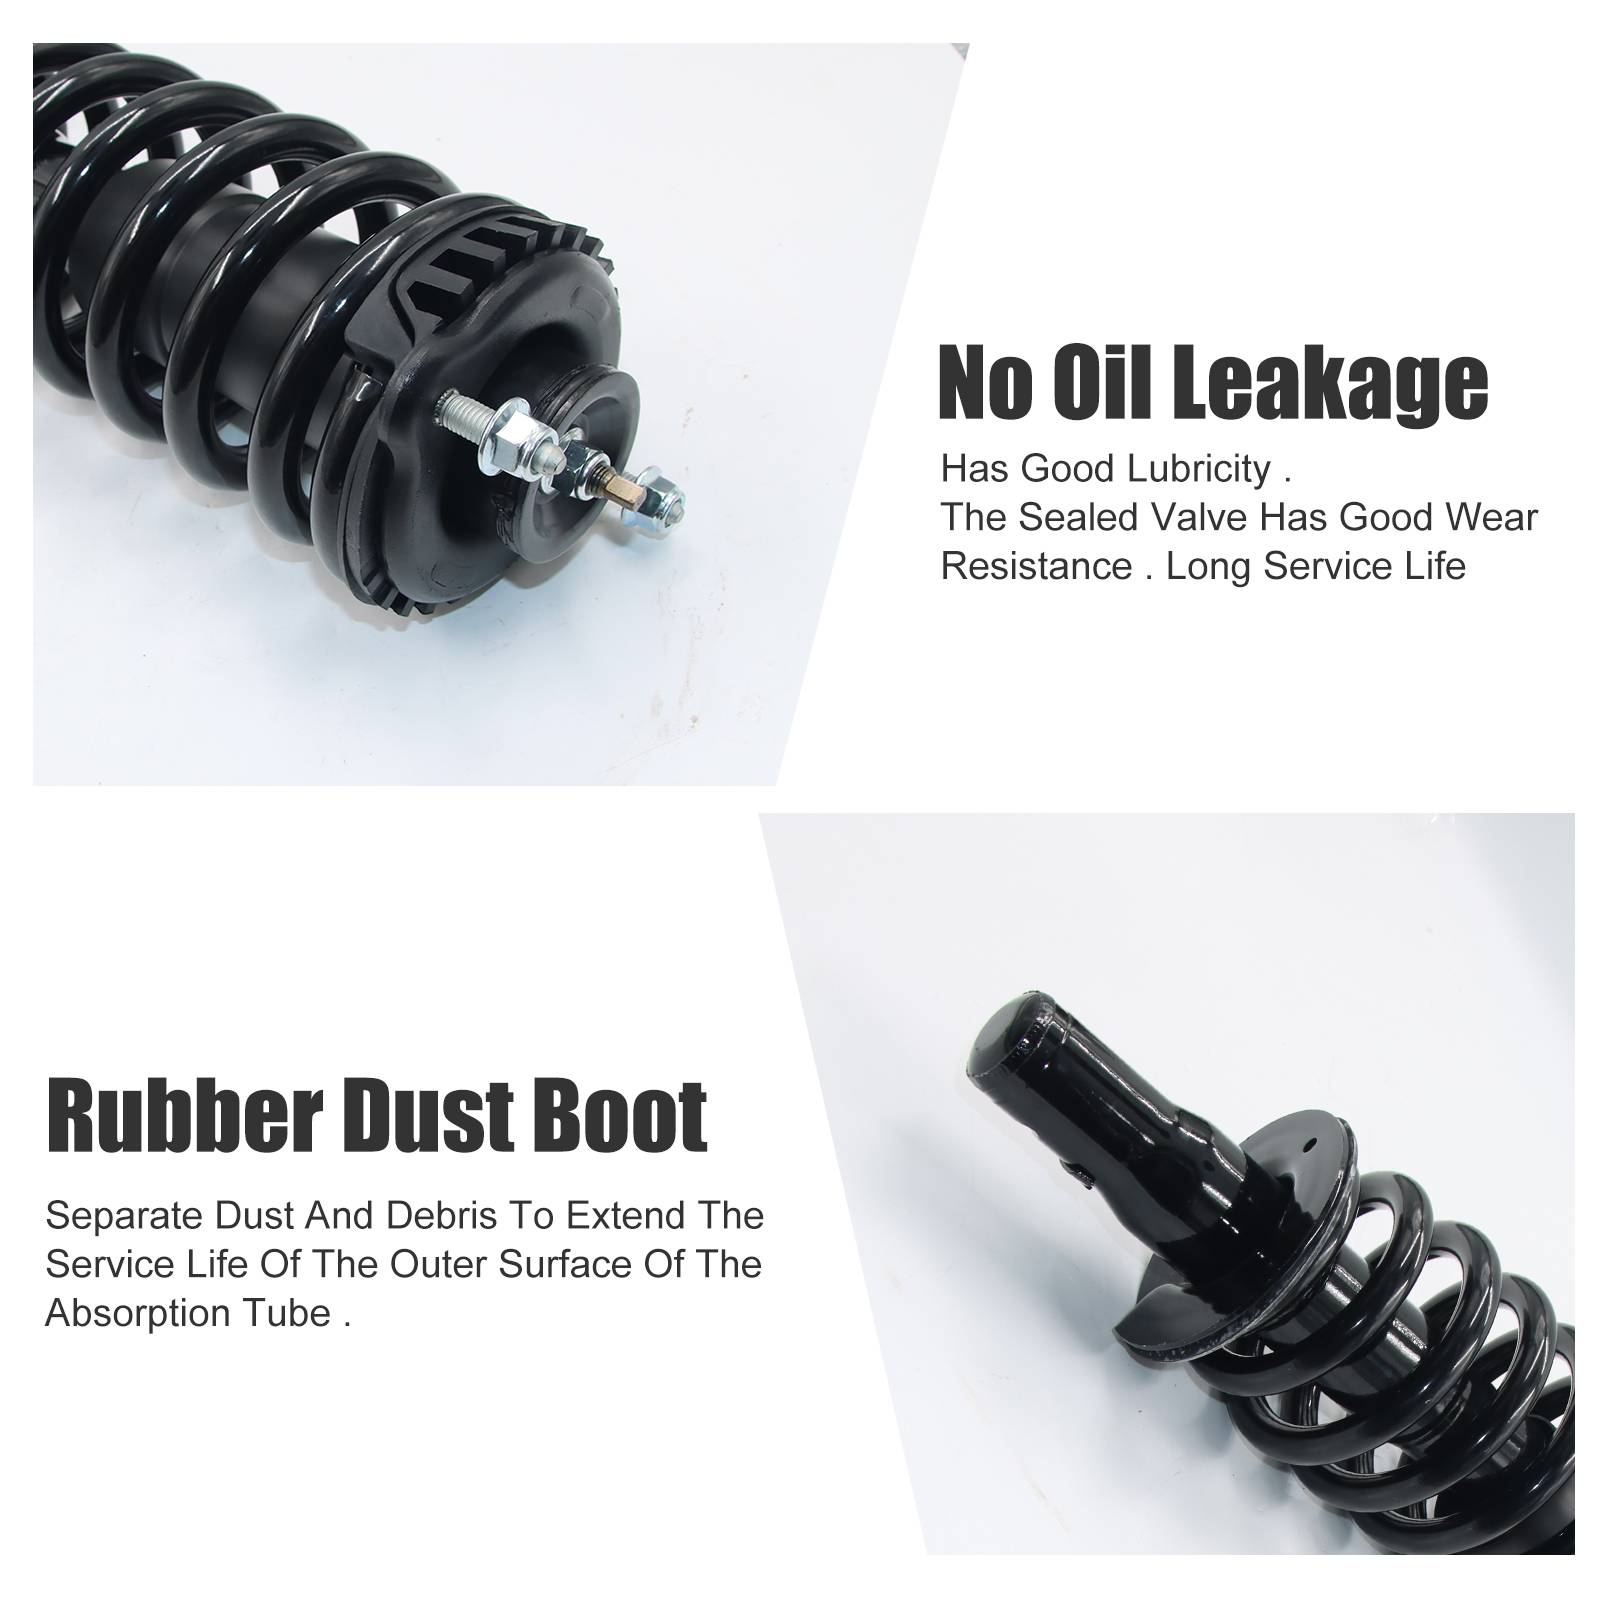 No Oil Leakage
Has Good Lubricity .
The Sealed Valve Has Good Wear
Resistance . Long Service Life
Rubber Dust Boot
Separate Dust And Debris To Extend The
Service Life Of The Outer Surface Of The
Absorption Tube .